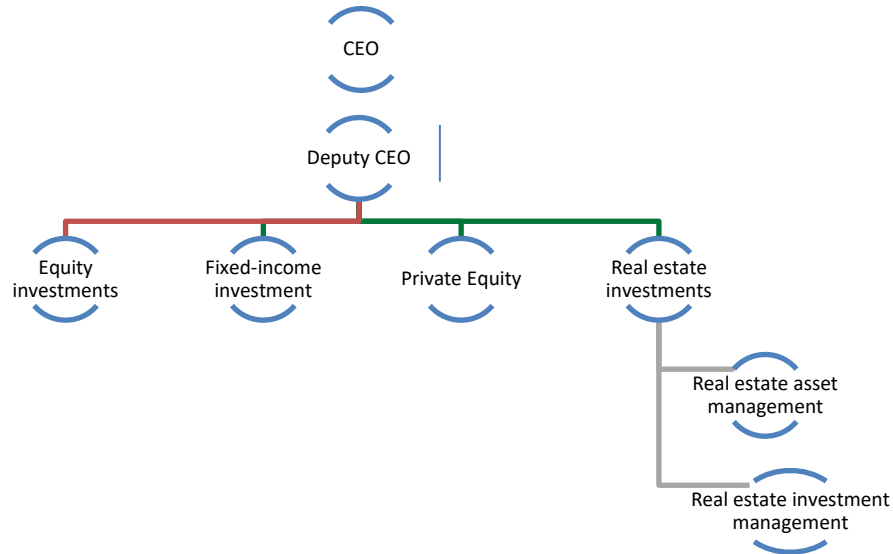 CEO
Deputy CEO
Equity
investments
Fixed-income
investment
Private Equity
Real estate
investments
Real estate asset
management
Real estate investment
management